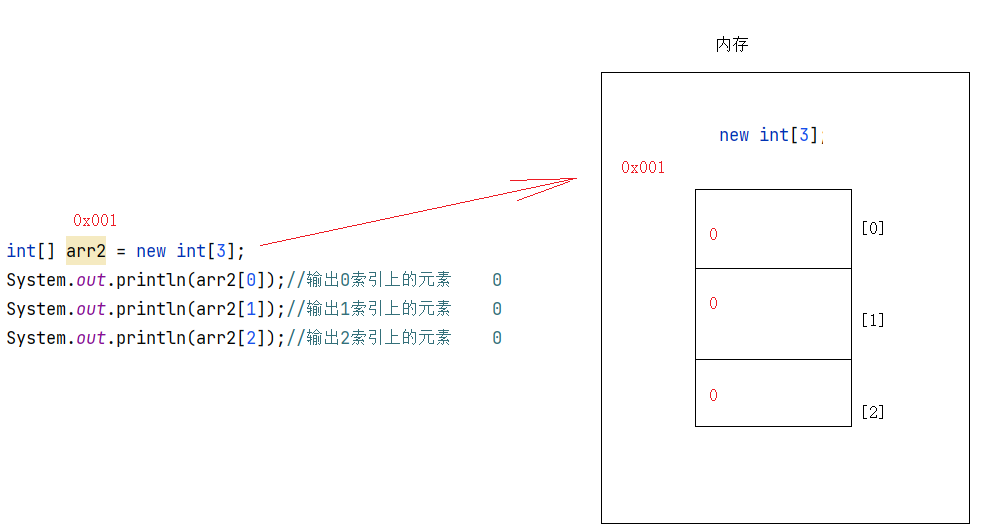 内存
new int[3];
0x001
0x001
int[] arr2 = new int[3];
System.out.println(arr2[0]);//输出0索引上的元素 0
System.out.println(arr2[1]);//输出1索引上的元素 0
System.out.println(arr2[2]);//输出2索引上的元素 0
0 [0]
0 [1]
0 [2]